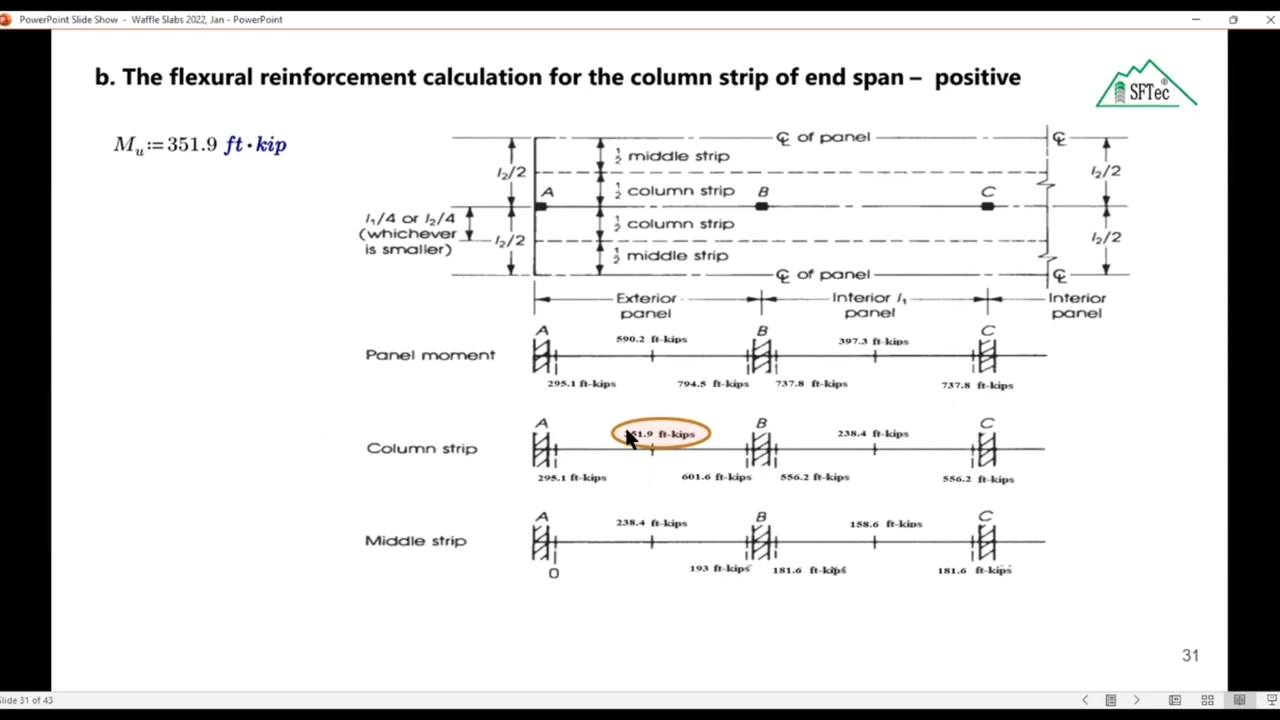 PowerPoint Slide Show - Waffle Slabs 2022, Jan - PowerPoint
b. The flexural reinforcement calculation for the column strip of end span – positive
SFTec®
Mu:=351.9 ft·kip
℄ of panel
℄
l2/2
½ middle strip
l2/2
A
½ column strip
B
C
l1/4 or l2/4
(whichever
is smaller)
l2/2
½ column strip
l2/2
½ middle strip
℄ of panel
℄
Exterior
panel
Interior l1
panel
Interior
panel
A
B
C
590.2 ft-kips
397.3 ft-kips
Panel moment
295.1 ft-kips
794.5 ft-kips
737.8 ft-kips
737.8 ft-kips
A
B
C
51.9 ft-kips
238.4 ft-kips
Column strip
295.1 ft-kips
601.6 ft-kips
556.2 ft-kips
556.2 ft-kips
A
B
C
238.4 ft-kips
158.6 ft-kips
Middle strip
0
193 ft-kips
181.6 ft-kips
181.6 ft-kips
31
Slide 31 of 43